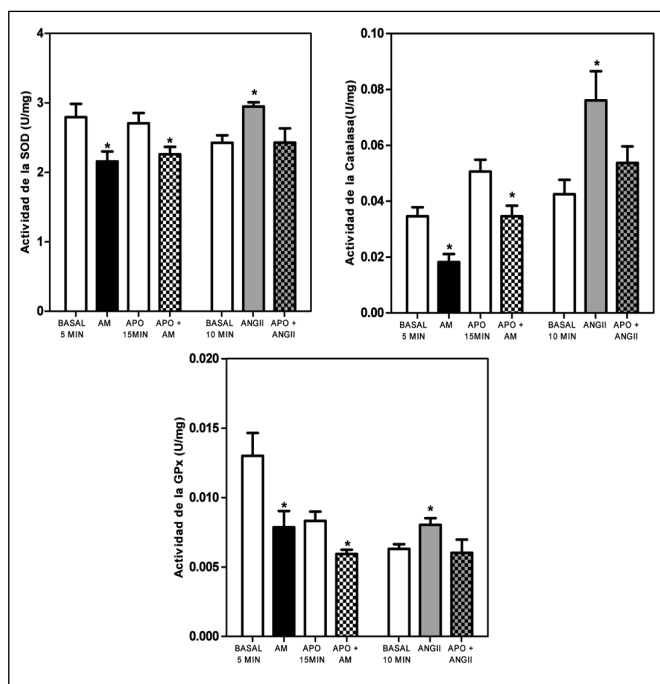 Actividad de la SOD (U/mg)
4
3
2
1
0
* * *
BASAL AM APO APO + BASAL ANGII APO +
5 MIN 15MIN AM 10 MIN ANGII
Actividad de la Catalasa(U/mg)
0.10
0.08
0.06
0.04
0.02
0.00
* * *
BASAL AM APO APO + BASAL ANGII APO +
5 MIN 15MIN AM 10 MIN ANGII
Actividad de la GPx (U/mg)
0.020
0.015
0.010
0.005
0.000
* * *
BASAL AM APO APO + BASAL ANGII APO +
5 MIN 15MIN AM 10 MIN ANGII